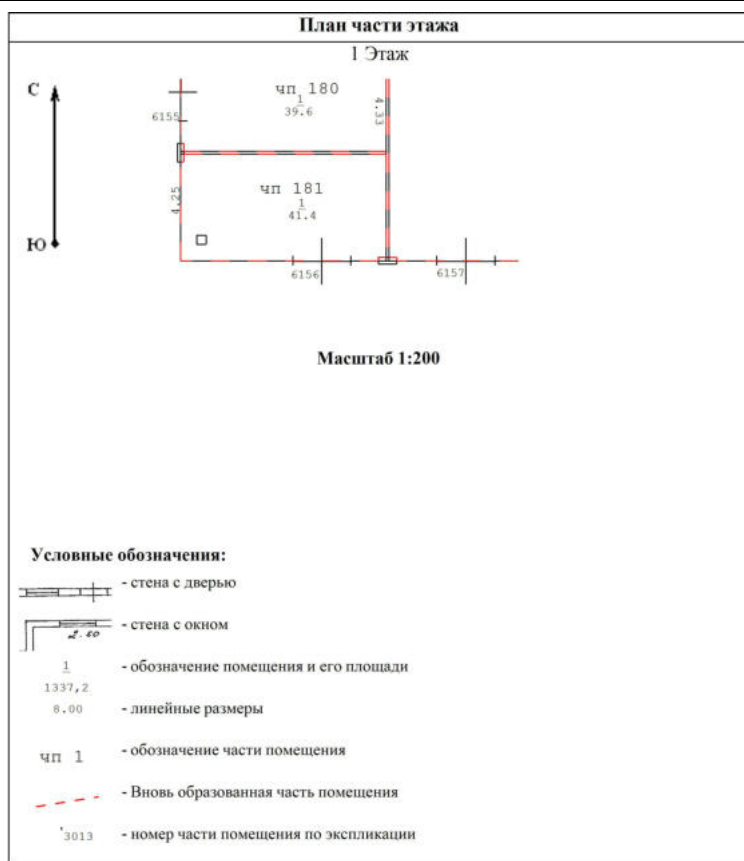 План части этажа
1 Этаж
С
Ю
чп 180
1
39.6
4.33
6155
4.25
чп 181
1
41.4
6156
6157
Масштаб 1:200
Условные обозначения:
- стена с дверью
2.60
- стена с окном
1
1337,2
- обозначение помещения и его площади
8.00
- линейные размеры
чп 1
- обозначение части помещения
- Вновь образованная часть помещения
'3013
- номер части помещения по экспликации